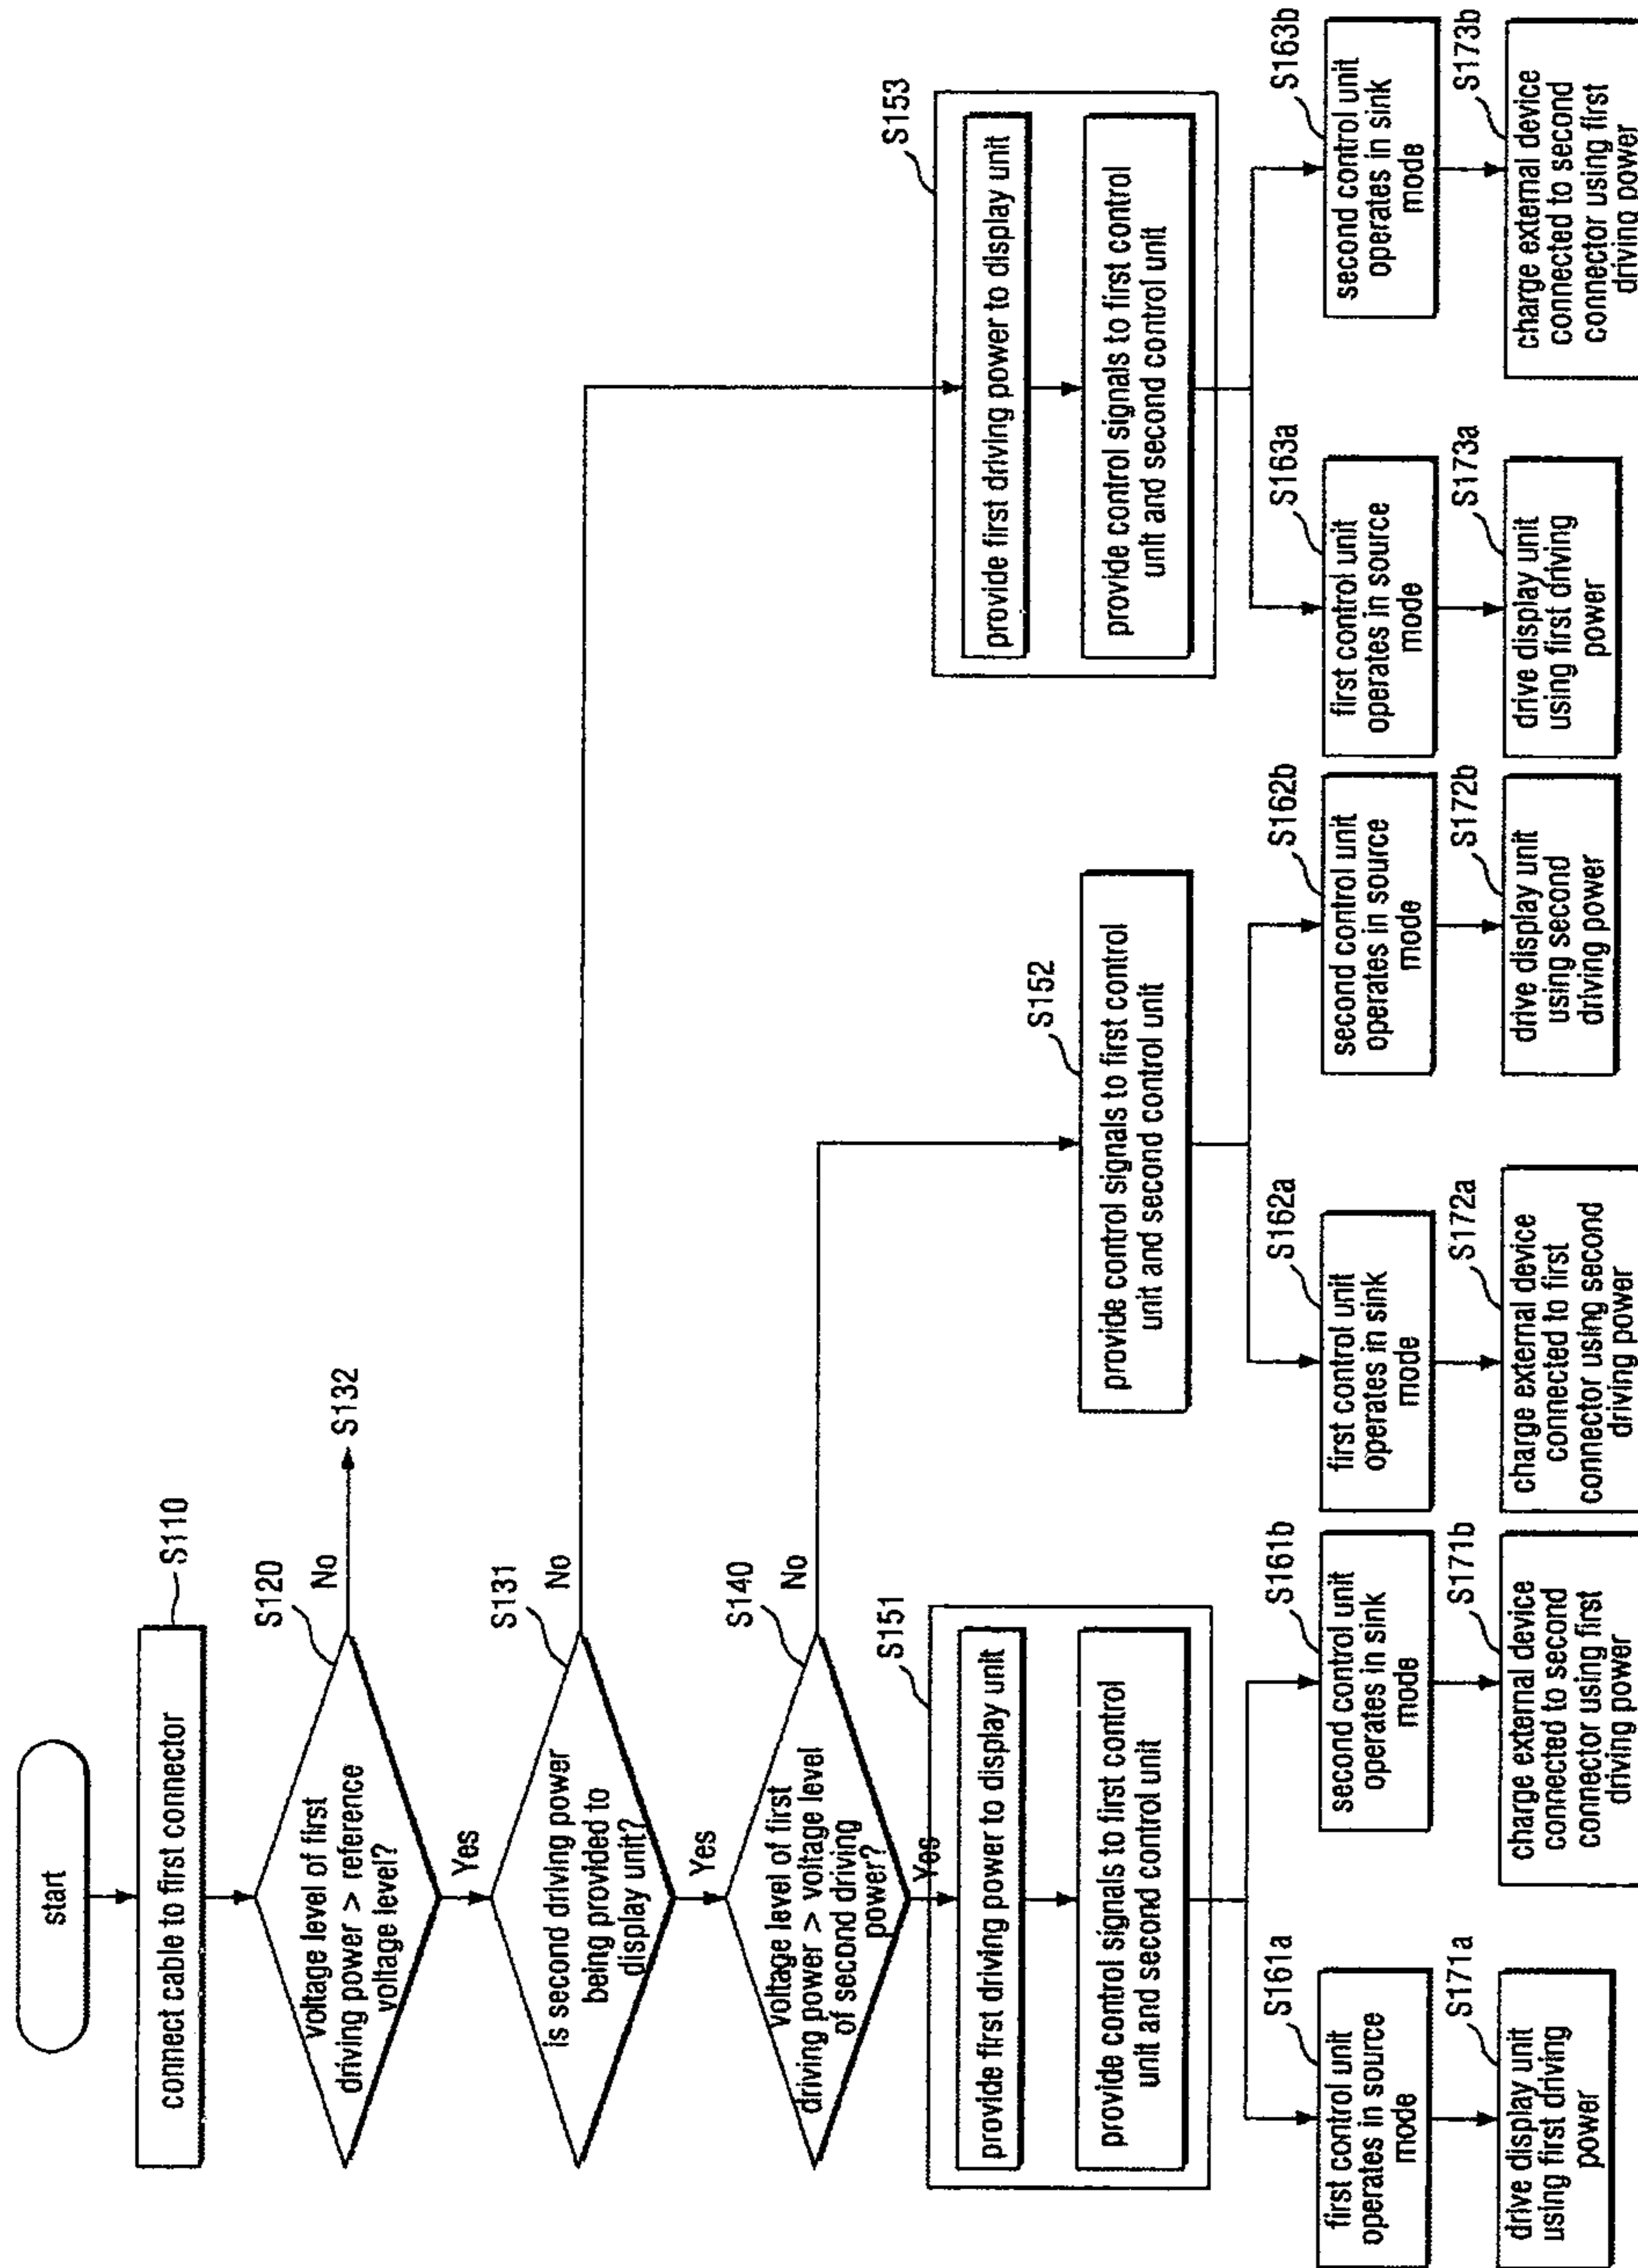 start
connect cable to first connector
S110
voltage level of first
driving power > reference
voltage level?
S120
No
S132
Yes
is second driving power
being provided to
display unit?
S131
No
Yes
voltage level of first
driving power > voltage level
of second driving
power?
S140
No
Yes
S151
provide first driving power to display unit
provide control signals to first control
unit and second control unit
S152
provide control signals to first control
unit and second control unit
S153
provide first driving power to display unit
provide control signals to first control
unit and second control unit
S161a
first control unit
operates in source
mode
S161b
second control unit
operates in sink
mode
S162a
first control unit
operates in sink
mode
S162b
second control unit
operates in source
mode
S163a
first control unit
operates in source
mode
S163b
second control unit
operates in sink
mode
S171a
drive display unit
using first driving
power
S171b
charge external device
connected to second
connector using first
driving power
S172a
charge external device
connected to first
connector using second
driving power
S172b
drive display unit
using second
driving power
S173a
drive display unit
using first driving
power
S173b
charge external device
connected to second
connector using first
driving power